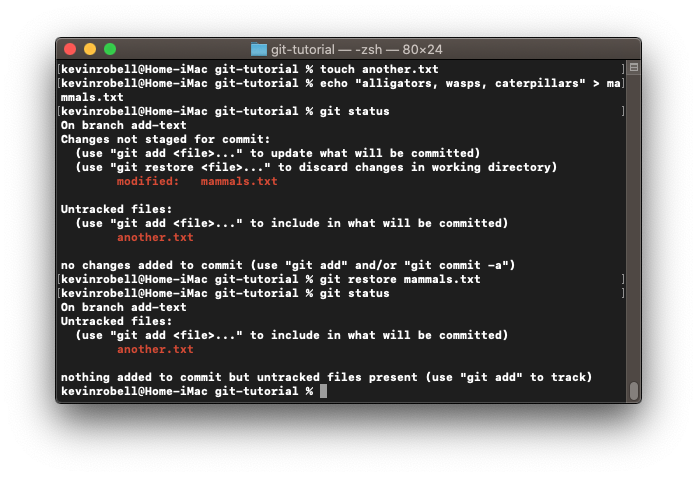 git-tutorial — -zsh — 80×24
[kevinrobell@Home-iMac git-tutorial % touch another.txt ]
[kevinrobell@Home-iMac git-tutorial % echo "alligators, wasps, caterpillars" > ma]
mmals.txt
[kevinrobell@Home-iMac git-tutorial % git status ]
On branch add-text
Changes not staged for commit:
  (use "git add <file>..." to update what will be committed)
  (use "git restore <file>..." to discard changes in working directory)
        modified:   mammals.txt

Untracked files:
  (use "git add <file>..." to include in what will be committed)
        another.txt

no changes added to commit (use "git add" and/or "git commit -a")
[kevinrobell@Home-iMac git-tutorial % git restore mammals.txt ]
[kevinrobell@Home-iMac git-tutorial % git status ]
On branch add-text
Untracked files:
  (use "git add <file>..." to include in what will be committed)
        another.txt

nothing added to commit but untracked files present (use "git add" to track)
kevinrobell@Home-iMac git-tutorial %